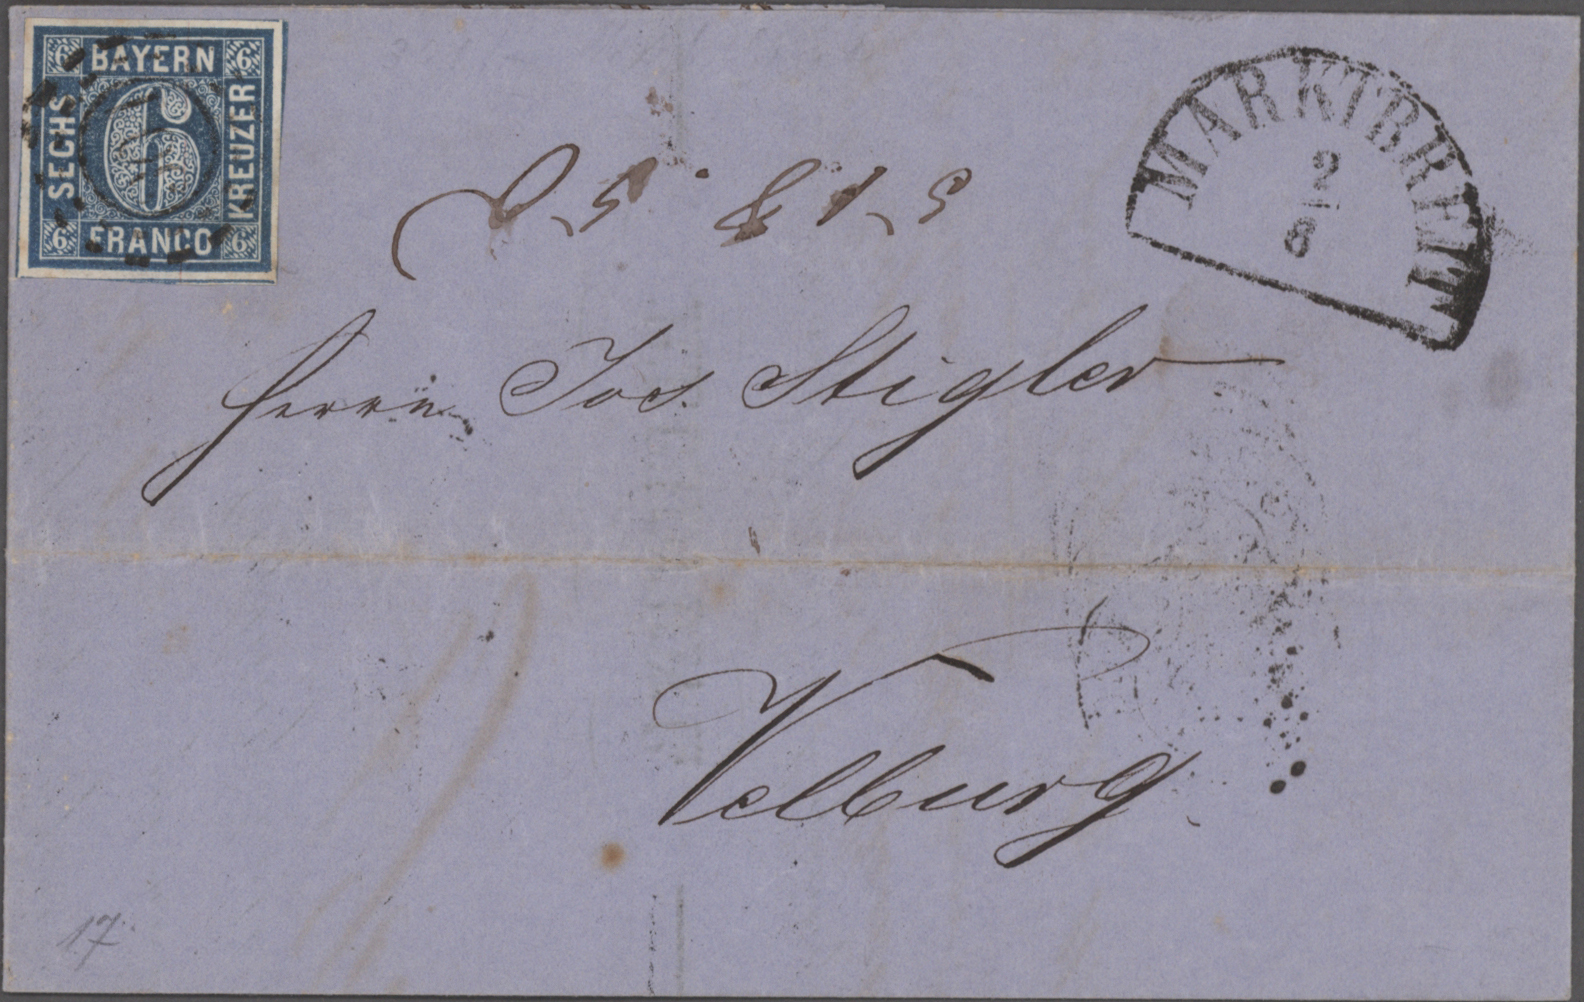 6 BAYERN 6
SECHS
6
KREUZER
6 FRANCO 6
MARKTBREIT
2
8
Herrn Jos. Stigler
Velburg.
17